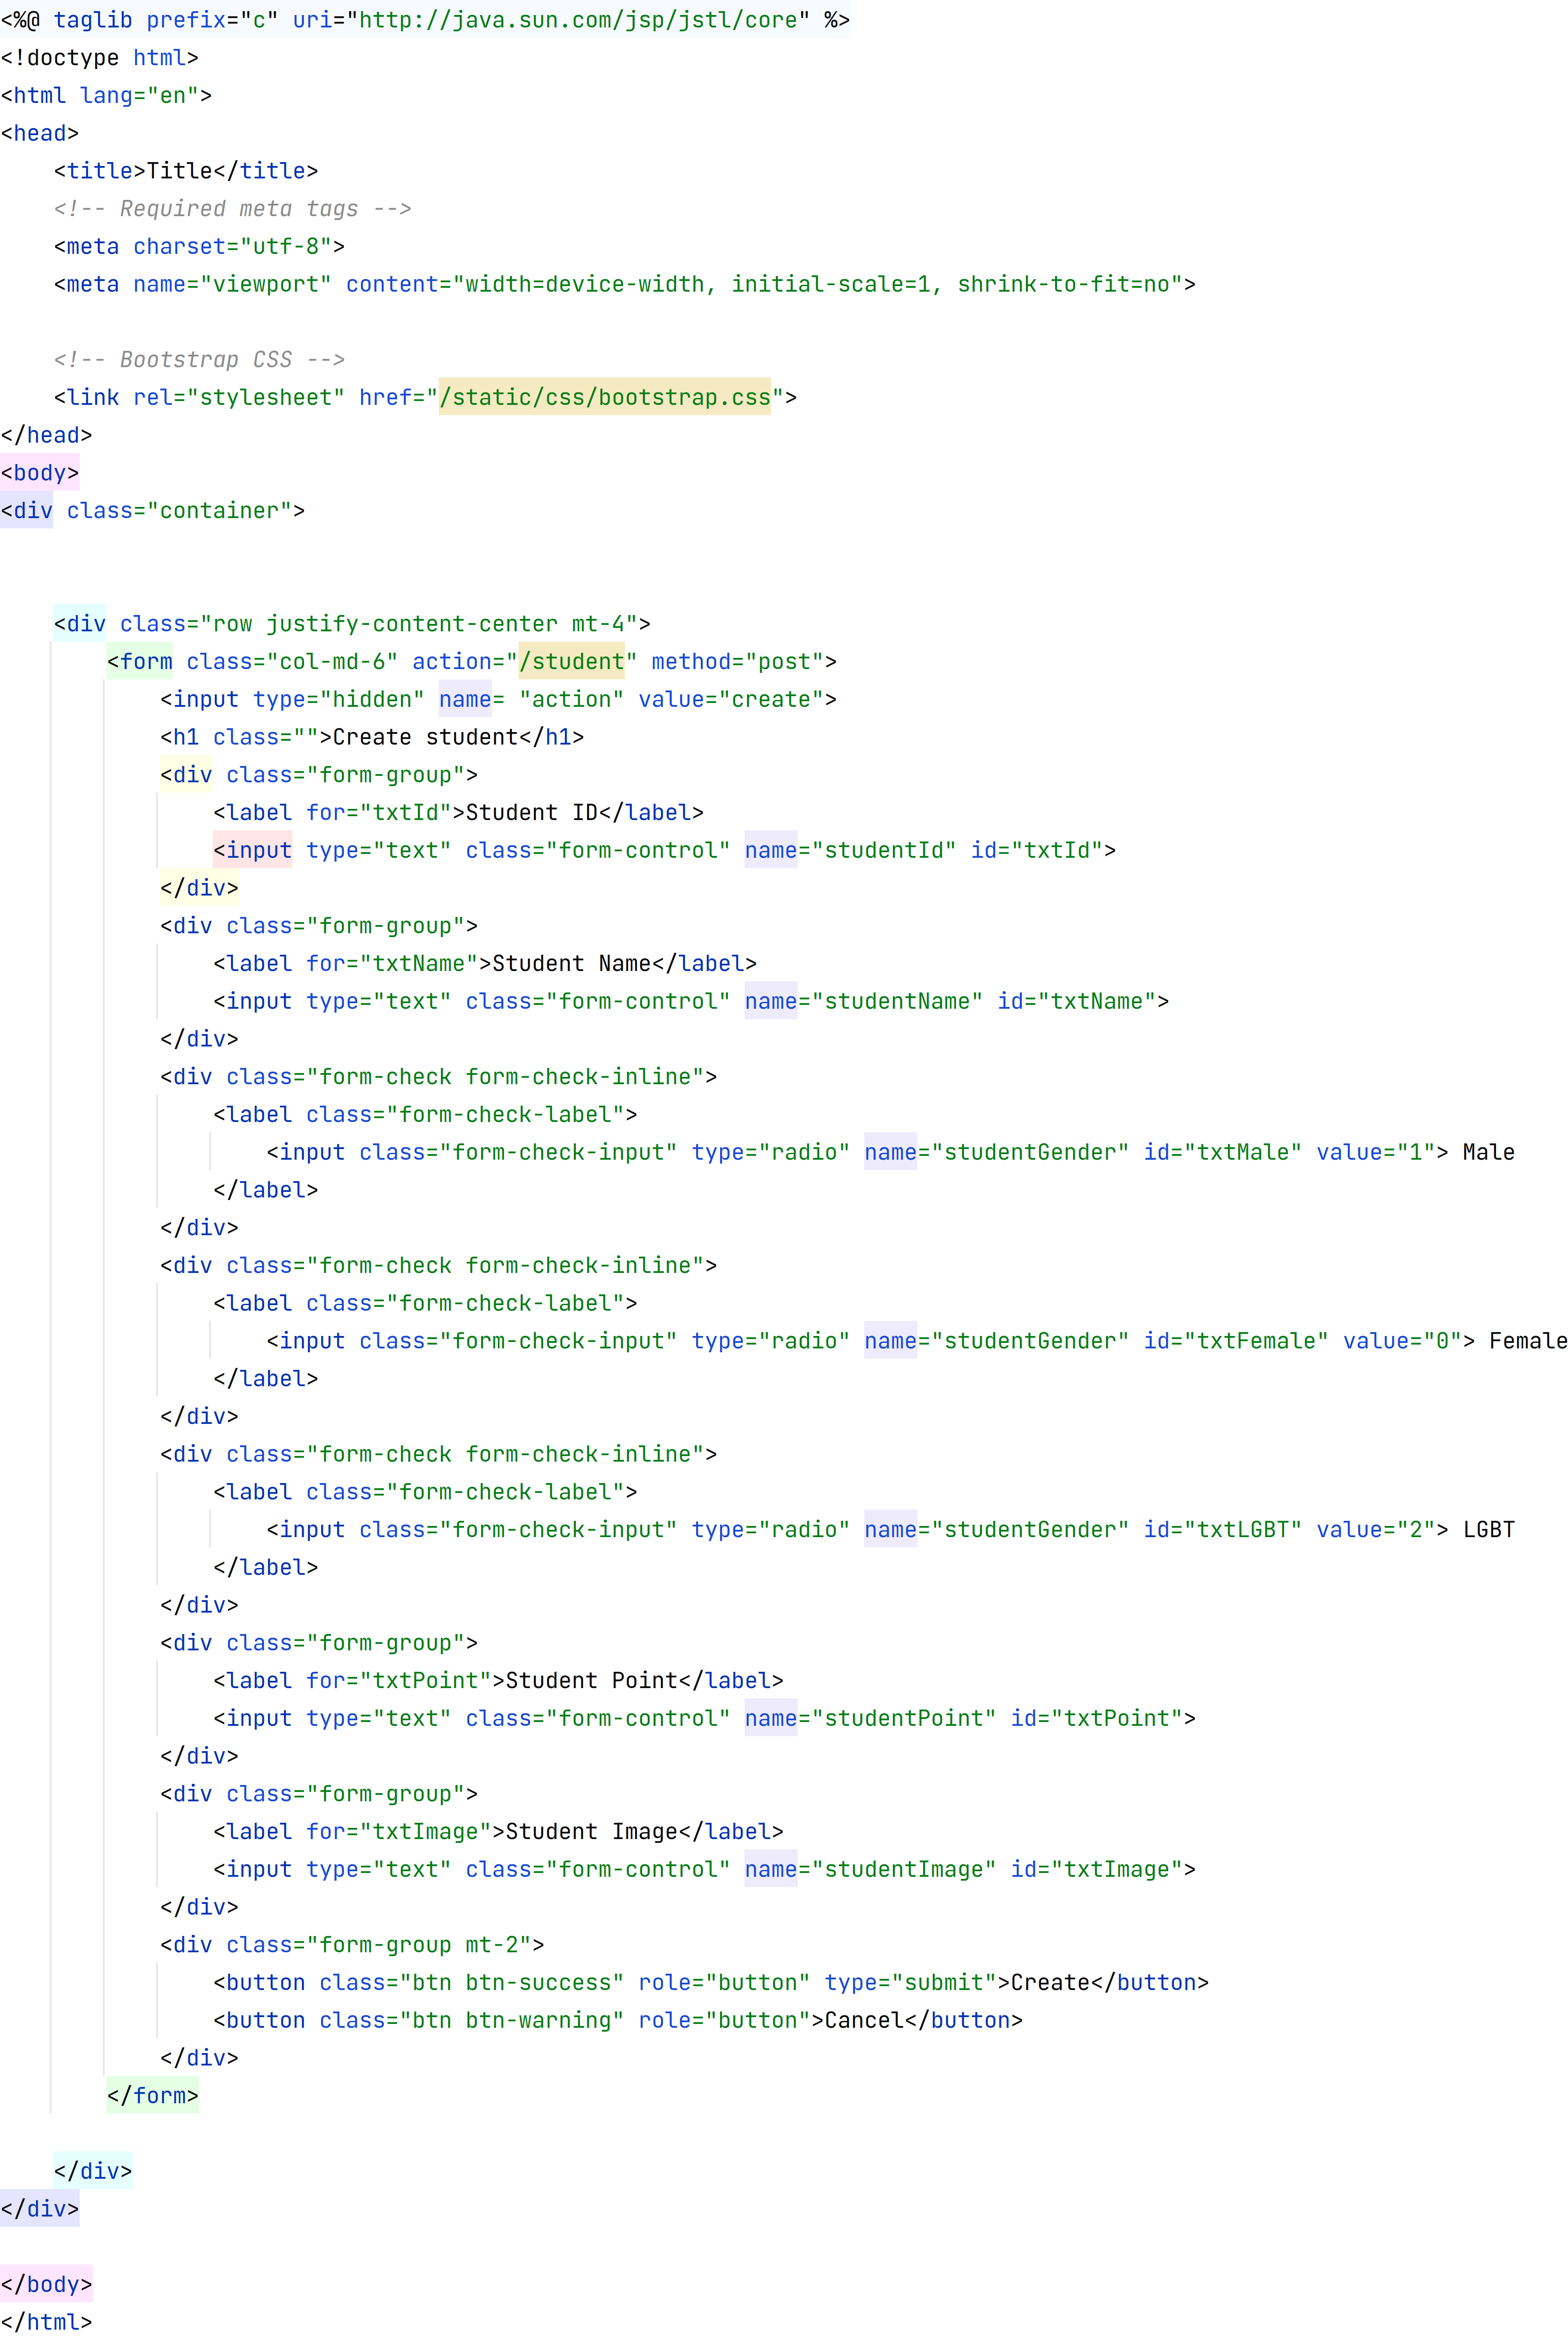 <%@ taglib prefix="c" uri="http://java.sun.com/jsp/jstl/core" %>
<!doctype html>
<html lang="en">
<head>
    <title>Title</title>
    <!-- Required meta tags -->
    <meta charset="utf-8">
    <meta name="viewport" content="width=device-width, initial-scale=1, shrink-to-fit=no">

    <!-- Bootstrap CSS -->
    <link rel="stylesheet" href="/static/css/bootstrap.css">
</head>
<body>
<div class="container">


    <div class="row justify-content-center mt-4">
        <form class="col-md-6" action="/student" method="post">
            <input type="hidden" name= "action" value="create">
            <h1 class="">Create student</h1>
            <div class="form-group">
                <label for="txtId">Student ID</label>
                <input type="text" class="form-control" name="studentId" id="txtId">
            </div>
            <div class="form-group">
                <label for="txtName">Student Name</label>
                <input type="text" class="form-control" name="studentName" id="txtName">
            </div>
            <div class="form-check form-check-inline">
                <label class="form-check-label">
                    <input class="form-check-input" type="radio" name="studentGender" id="txtMale" value="1"> Male
                </label>
            </div>
            <div class="form-check form-check-inline">
                <label class="form-check-label">
                    <input class="form-check-input" type="radio" name="studentGender" id="txtFemale" value="0"> Female
                </label>
            </div>
            <div class="form-check form-check-inline">
                <label class="form-check-label">
                    <input class="form-check-input" type="radio" name="studentGender" id="txtLGBT" value="2"> LGBT
                </label>
            </div>
            <div class="form-group">
                <label for="txtPoint">Student Point</label>
                <input type="text" class="form-control" name="studentPoint" id="txtPoint">
            </div>
            <div class="form-group">
                <label for="txtImage">Student Image</label>
                <input type="text" class="form-control" name="studentImage" id="txtImage">
            </div>
            <div class="form-group mt-2">
                <button class="btn btn-success" role="button" type="submit">Create</button>
                <button class="btn btn-warning" role="button">Cancel</button>
            </div>
        </form>

    </div>
</div>

</body>
</html>